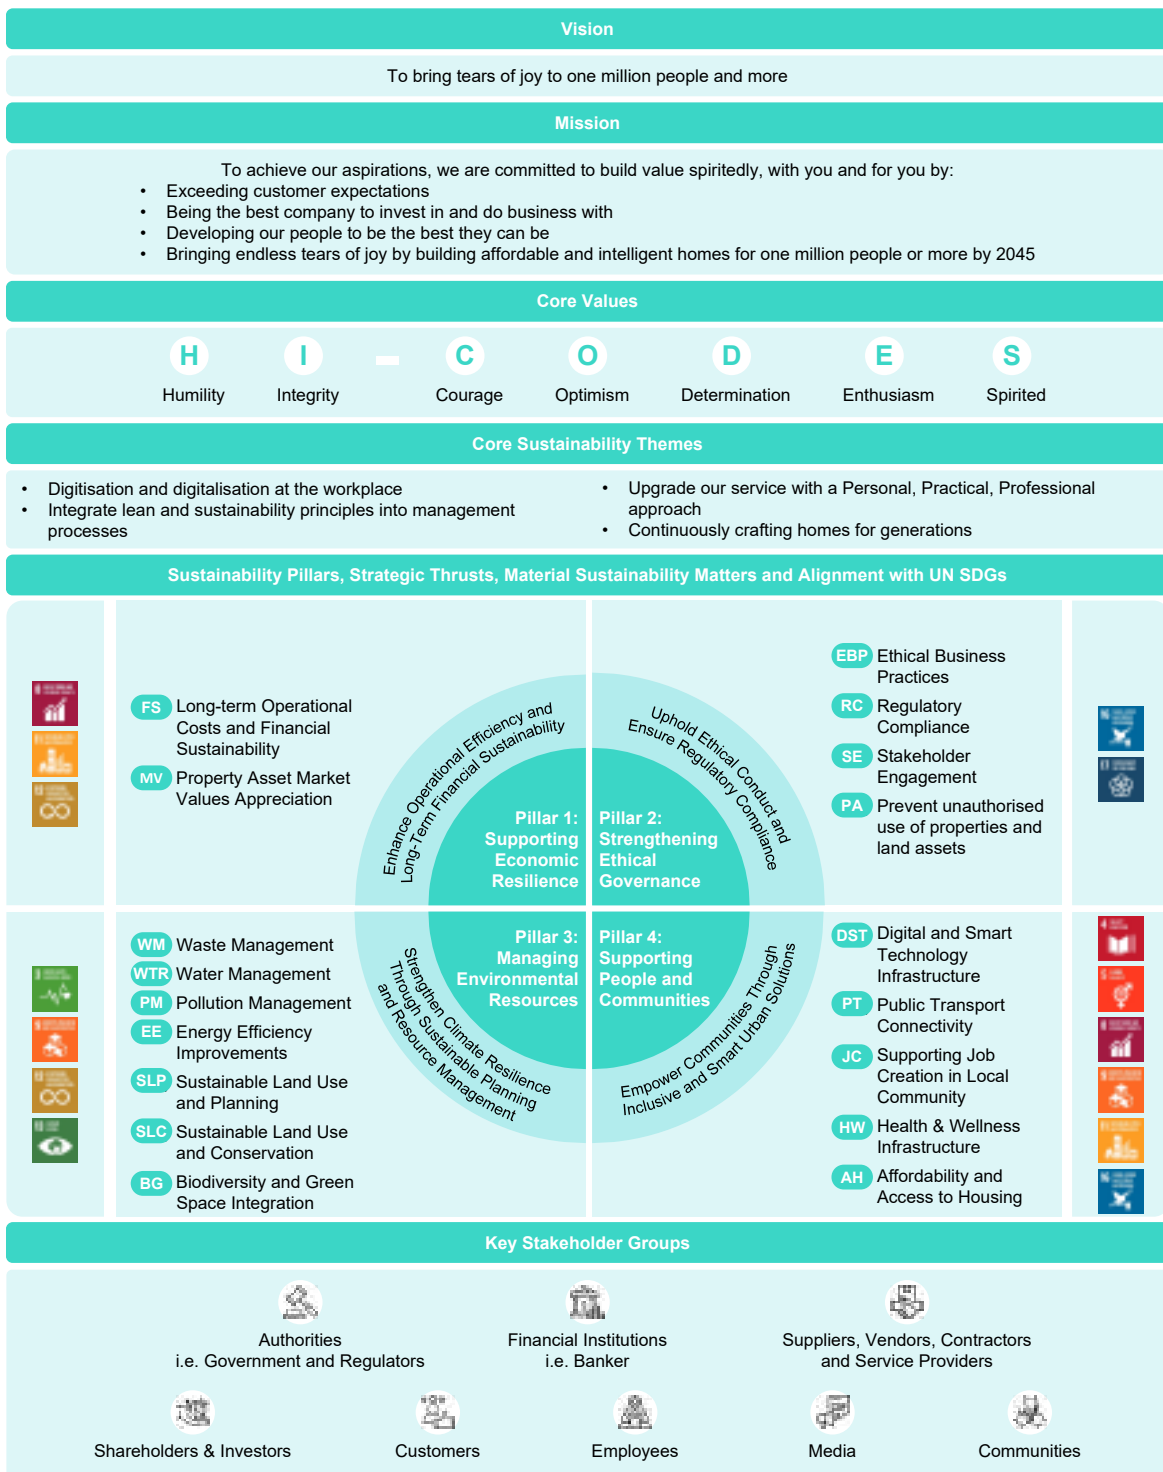 Vision
To bring tears of joy to one million people and more
Mission
To achieve our aspirations, we are committed to build value spiritedly, with you and for you by:
• Exceeding customer expectations
• Being the best company to invest in and do business with
• Developing our people to be the best they can be
• Bringing endless tears of joy by building affordable and intelligent homes for one million people or more by 2045
Core Values
H I - C O D E S
Humility Integrity Courage Optimism Determination Enthusiasm Spirited
Core Sustainability Themes
• Digitisation and digitalisation at the workplace
• Integrate lean and sustainability principles into management
processes
• Upgrade our service with a Personal, Practical, Professional
approach
• Continuously crafting homes for generations
Sustainability Pillars, Strategic Thrusts, Material Sustainability Matters and Alignment with UN SDGs
FS Long-term Operational
Costs and Financial
Sustainability
MV Property Asset Market
Values Appreciation
Enhance Operational Efficiency and
Long-Term Financial Sustainability
Pillar 1:
Supporting
Economic
Resilience
Uphold Ethical Conduct and
Ensure Regulatory Compliance
Pillar 2:
Strengthening
Ethical
Governance
EBP Ethical Business
Practices
RC Regulatory
Compliance
SE Stakeholder
Engagement
PA Prevent unauthorised
use of properties and
land assets
WM Waste Management
WTR Water Management
PM Pollution Management
EE Energy Efficiency
Improvements
SLP Sustainable Land Use
and Planning
SLC Sustainable Land Use
and Conservation
BG Biodiversity and Green
Space Integration
Pillar 3:
Managing
Environmental
Resources
Strengthen Climate Resilience
Through Sustainable Planning
and Resource Management
Pillar 4:
Supporting
People and
Communities
Empower Communities Through
Inclusive and Smart Urban Solutions
DST Digital and Smart
Technology
Infrastructure
PT Public Transport
Connectivity
JC Supporting Job
Creation in Local
Community
HW Health & Wellness
Infrastructure
AH Affordability and
Access to Housing
Key Stakeholder Groups
Authorities
i.e. Government and Regulators
Financial Institutions
i.e. Banker
Suppliers, Vendors, Contractors
and Service Providers
Shareholders & Investors
Customers
Employees
Media
Communities